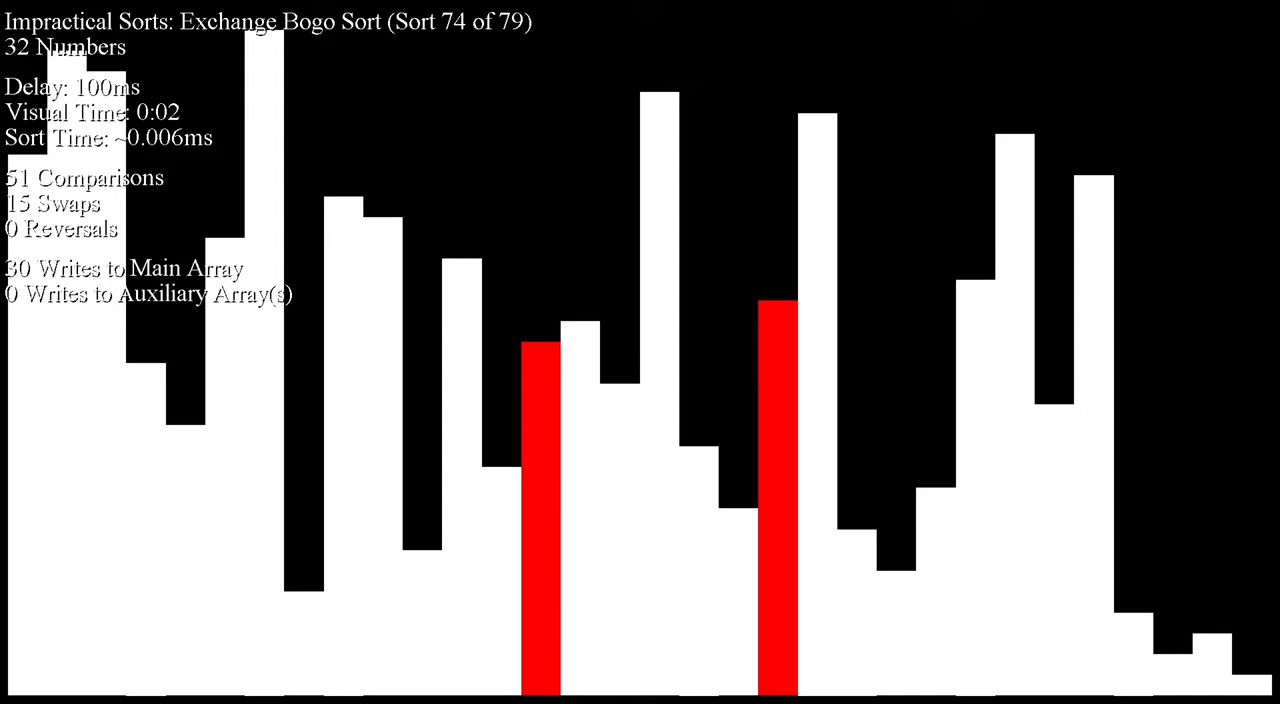 Impractical Sorts: Exchange Bogo Sort (Sort 74 of 79)
32 Numbers
Delay: 100ms
Visual Time: 0:02
Sort Time: ~0.006ms
51 Comparisons
15 Swaps
0 Reversals
30 Writes to Main Array
0 Writes to Auxiliary Array(s)